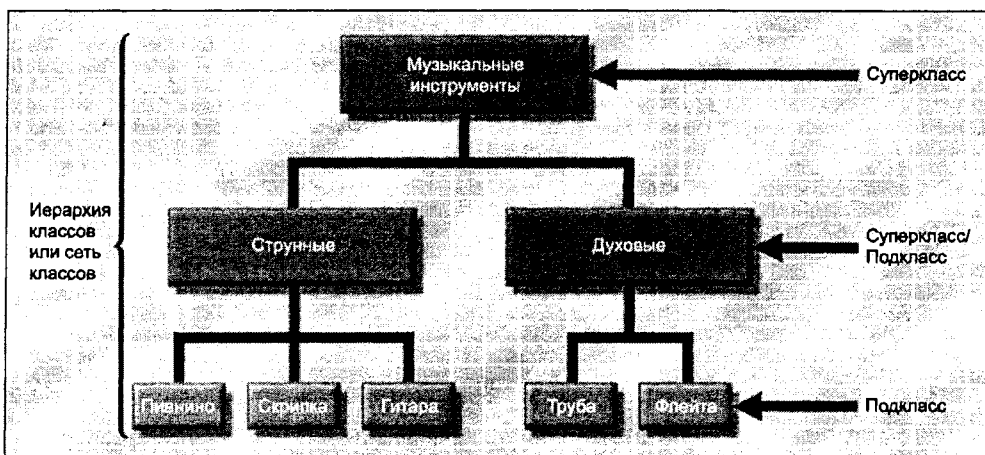 Музыкальные
инструменты
Суперкласс
Иерархия
классов
или сеть
классов
Струнные
Духовые
Суперкласс/
Подкласс
Пианино
Скрипка
Гитара
Труба
Флейта
Подкласс